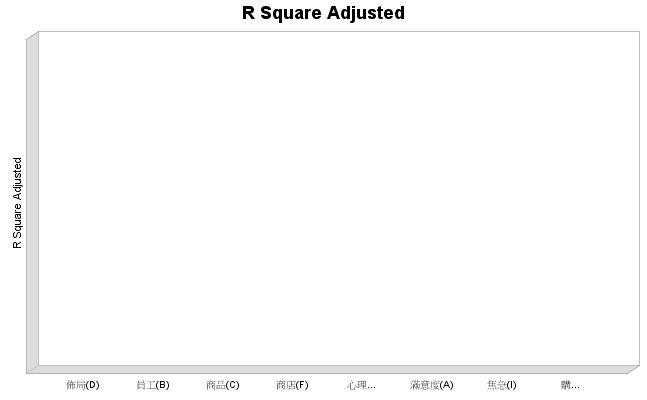 R Square Adjusted
R Square Adjusted
佈局(D)
員工(B)
商品(C)
商店(F)
心理...
滿意度(A)
焦急(I)
購...